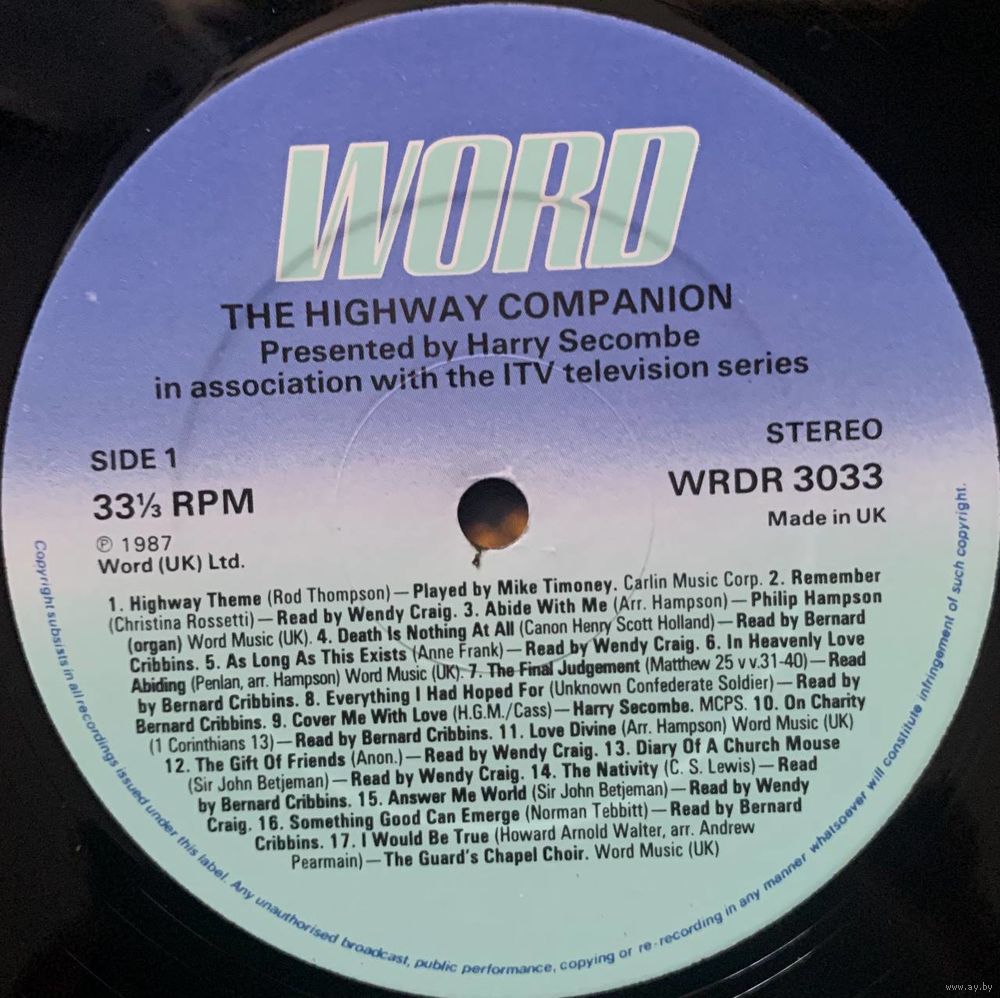 WORD
THE HIGHWAY COMPANION
Presented by Harry Secombe
in association with the ITV television series
SIDE 1
33⅓ RPM
℗ 1987
Word (UK) Ltd.
STEREO
WRDR 3033
Made in UK
1. Highway Theme (Rod Thompson) — Played by Mike Timoney. Carlin Music Corp. 2. Remember
(Christina Rossetti) — Read by Wendy Craig. 3. Abide With Me (Arr. Hampson) — Philip Hampson
(organ) Word Music (UK). 4. Death Is Nothing At All (Canon Henry Scott Holland) — Read by Bernard
Cribbins. 5. As Long As This Exists (Anne Frank) — Read by Wendy Craig. 6. In Heavenly Love
Abiding (Penlan, arr. Hampson) Word Music (UK). 7. The Final Judgement (Matthew 25 v v.31-40) — Read
by Bernard Cribbins. 8. Everything I Had Hoped For (Unknown Confederate Soldier) — Read by
Bernard Cribbins. 9. Cover Me With Love (H.G.M./Cass) — Harry Secombe. MCPS. 10. On Charity
(1 Corinthians 13) — Read by Bernard Cribbins. 11. Love Divine (Arr. Hampson) Word Music (UK)
12. The Gift Of Friends (Anon.) — Read by Wendy Craig. 13. Diary Of A Church Mouse
(Sir John Betjeman) — Read by Wendy Craig. 14. The Nativity (C. S. Lewis) — Read
by Bernard Cribbins. 15. Answer Me World (Sir John Betjeman) — Read by Wendy
Craig. 16. Something Good Can Emerge (Norman Tebbitt) — Read by Bernard
Cribbins. 17. I Would Be True (Howard Arnold Walter, arr. Andrew
Pearmain) — The Guard's Chapel Choir. Word Music (UK)
Copyright subsists in all recordings issued under this label. Any unauthorised broadcast, public performance, copying or re-recording in any manner whatsoever will constitute infringement of such copyright.
www.ay.by